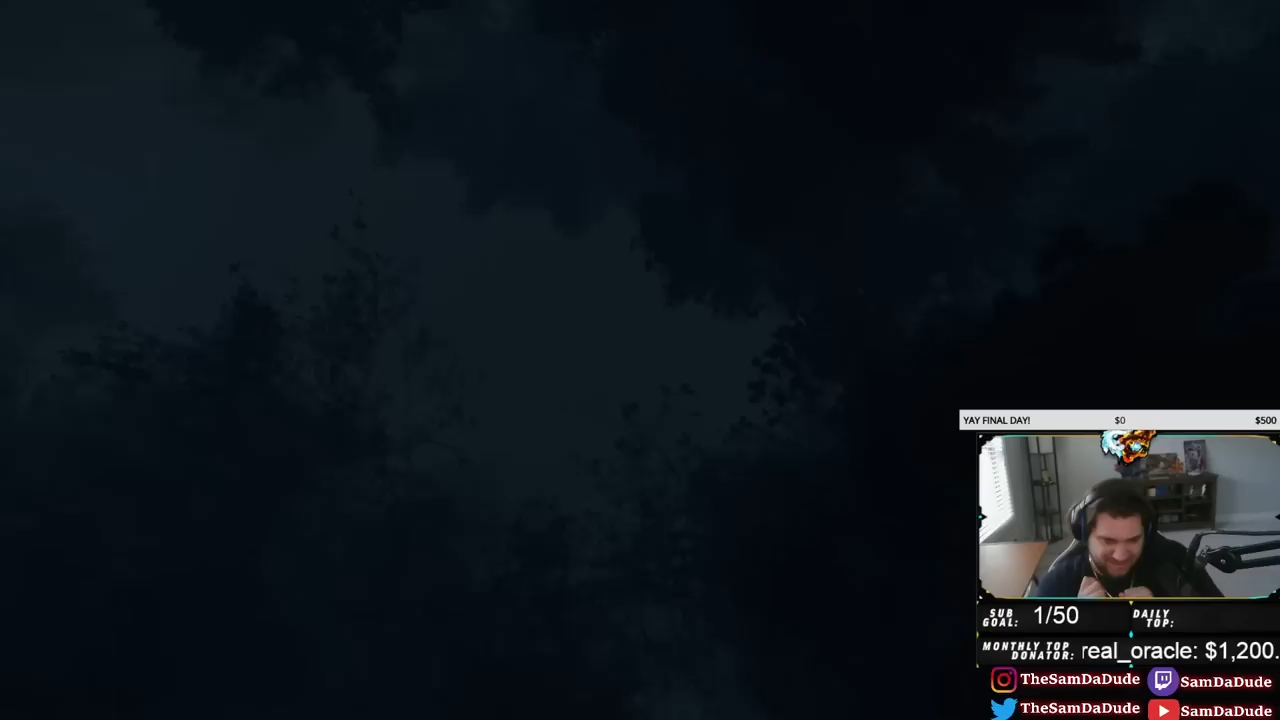 YAY FINAL DAY! $0 $500
SUB GOAL: 1/50 DAILY TOP:
MONTHLY TOP DONATOR: real_oracle: $1,200.
TheSamDaDude SamDaDude
TheSamDaDude SamDaDude